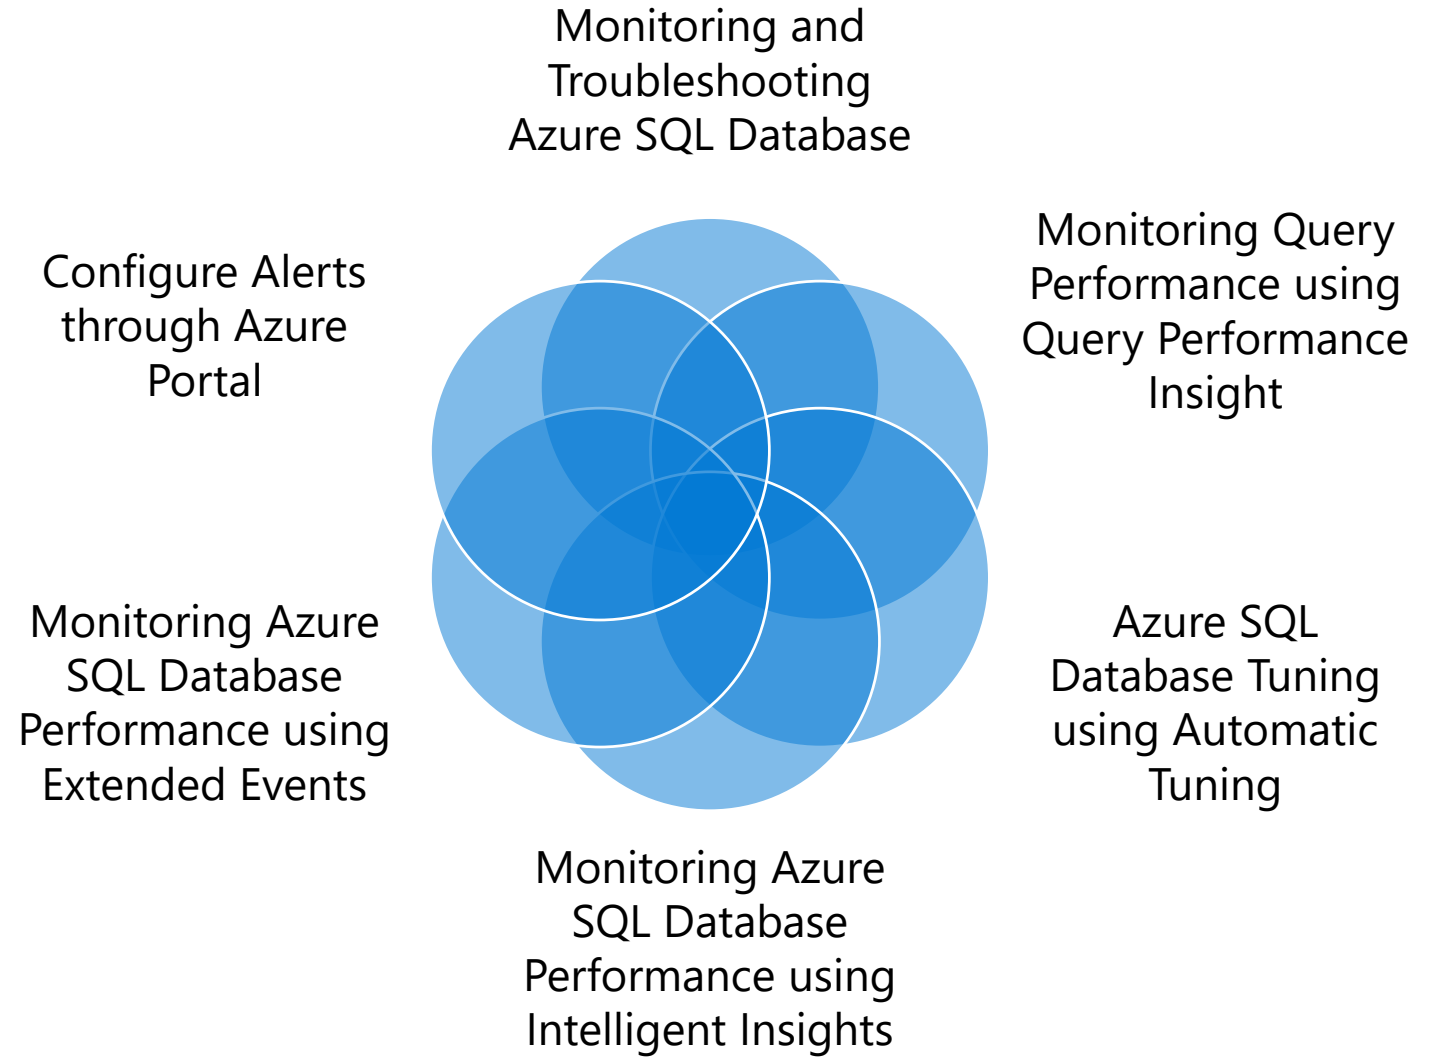 Monitoring and
Troubleshooting
Azure SQL Database
Monitoring Query
Performance using
Query Performance
Insight
Azure SQL
Database Tuning
using Automatic
Tuning
Monitoring Azure
SQL Database
Performance using
Intelligent Insights
Monitoring Azure
SQL Database
Performance using
Extended Events
Configure Alerts
through Azure
Portal